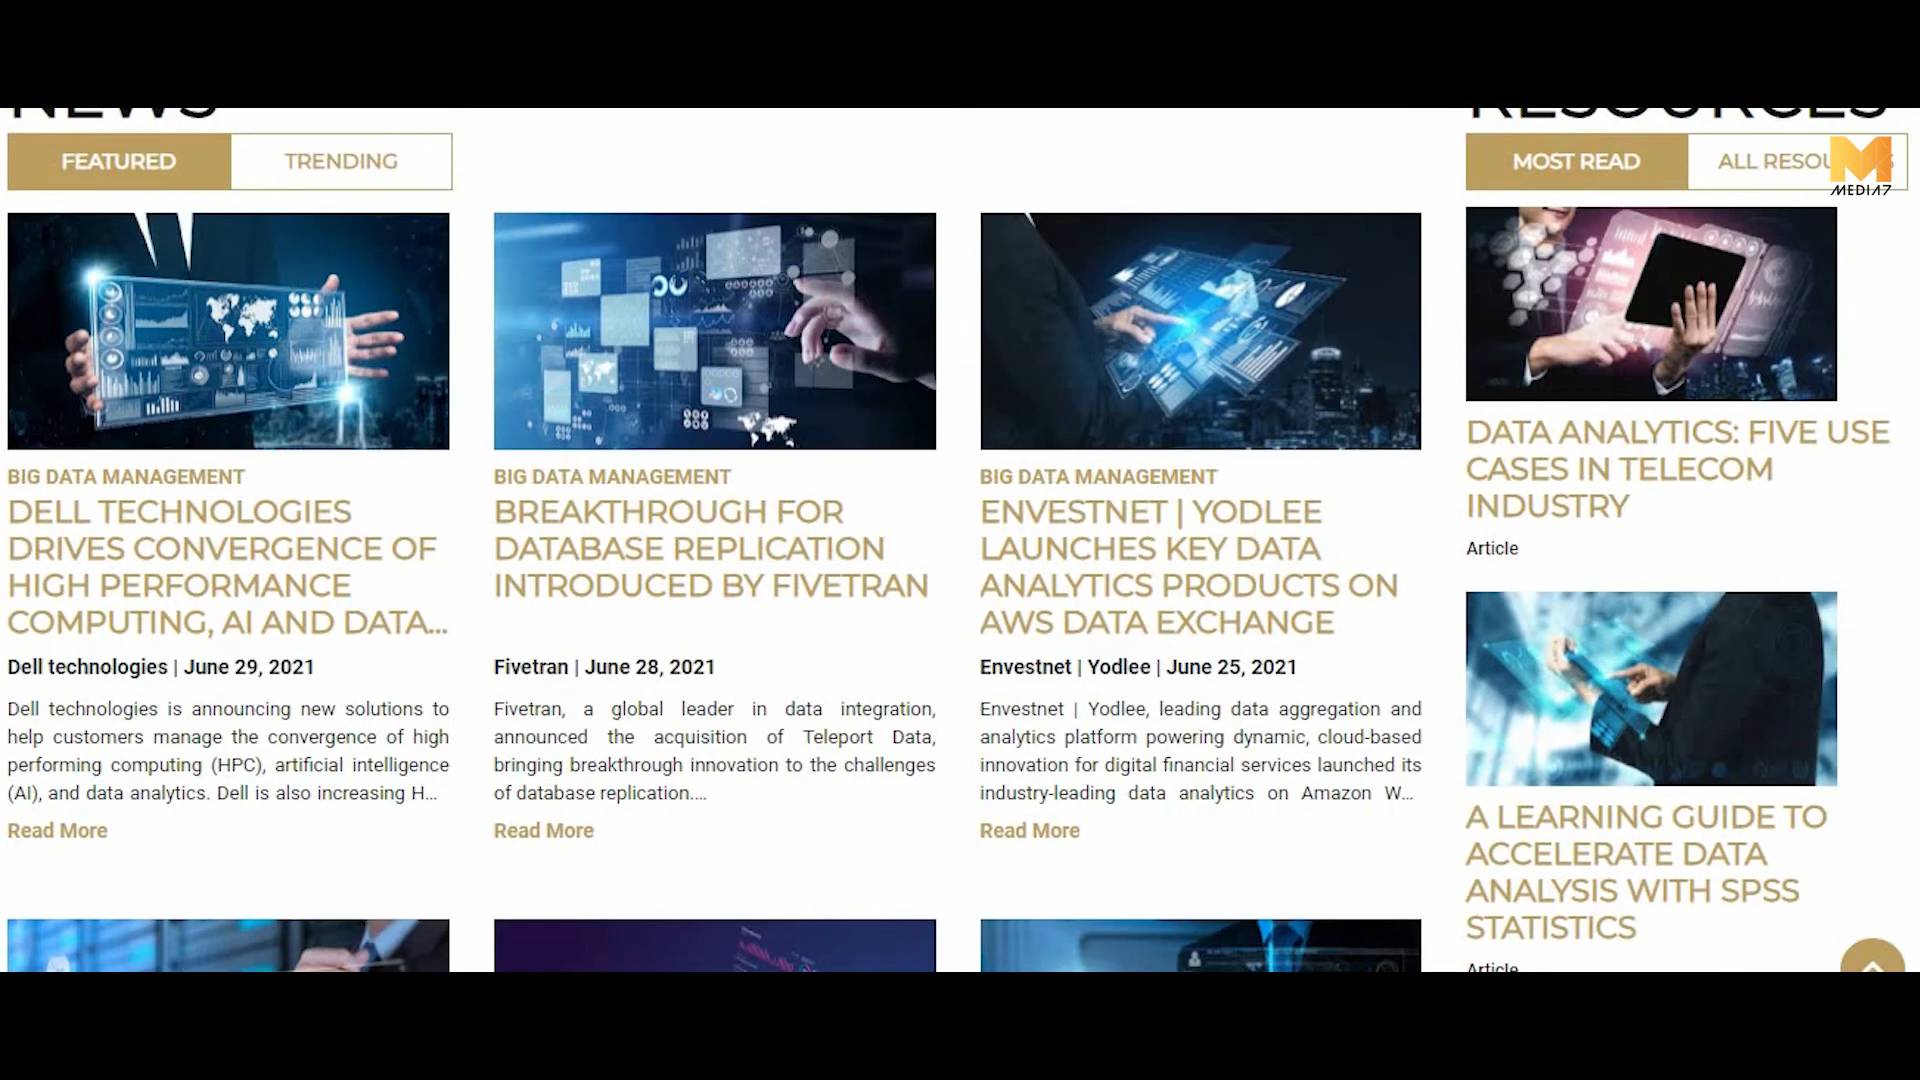 NEWS
FEATURED
TRENDING
BIG DATA MANAGEMENT
DELL TECHNOLOGIES
DRIVES CONVERGENCE OF
HIGH PERFORMANCE
COMPUTING, AI AND DATA...
Dell technologies | June 29, 2021
Dell technologies is announcing new solutions to
help customers manage the convergence of high
performing computing (HPC), artificial intelligence
(AI), and data analytics. Dell is also increasing H...
Read More
BIG DATA MANAGEMENT
BREAKTHROUGH FOR
DATABASE REPLICATION
INTRODUCED BY FIVETRAN
Fivetran | June 28, 2021
Fivetran, a global leader in data integration,
announced the acquisition of Teleport Data,
bringing breakthrough innovation to the challenges
of database replication....
Read More
BIG DATA MANAGEMENT
ENVESTNET | YODLEE
LAUNCHES KEY DATA
ANALYTICS PRODUCTS ON
AWS DATA EXCHANGE
Envestnet | Yodlee | June 25, 2021
Envestnet | Yodlee, leading data aggregation and
analytics platform powering dynamic, cloud-based
innovation for digital financial services launched its
industry-leading data analytics on Amazon W...
Read More
RESOURCES
MOST READ
ALL RESOU S
MEDIA7
DATA ANALYTICS: FIVE USE
CASES IN TELECOM
INDUSTRY
Article
A LEARNING GUIDE TO
ACCELERATE DATA
ANALYSIS WITH SPSS
STATISTICS
Article